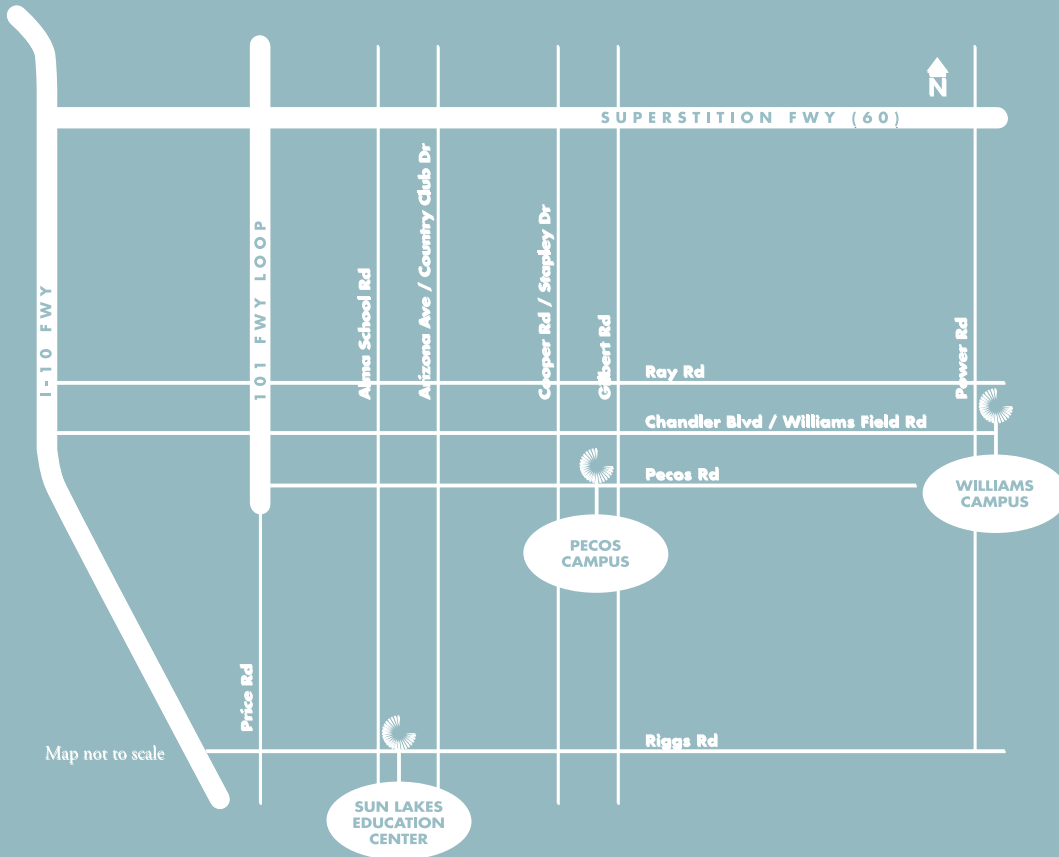 N
SUPERSTITION FWY (60)
I-10 FWY
101 FWY LOOP
Alma School Rd
Arizona Ave / Country Club Dr
Cooper Rd / Stapley Dr
Gilbert Rd
Power Rd
Ray Rd
Chandler Blvd / Williams Field Rd
Pecos Rd
WILLIAMS
CAMPUS
PECOS
CAMPUS
Price Rd
Riggs Rd
Map not to scale
SUN LAKES
EDUCATION
CENTER